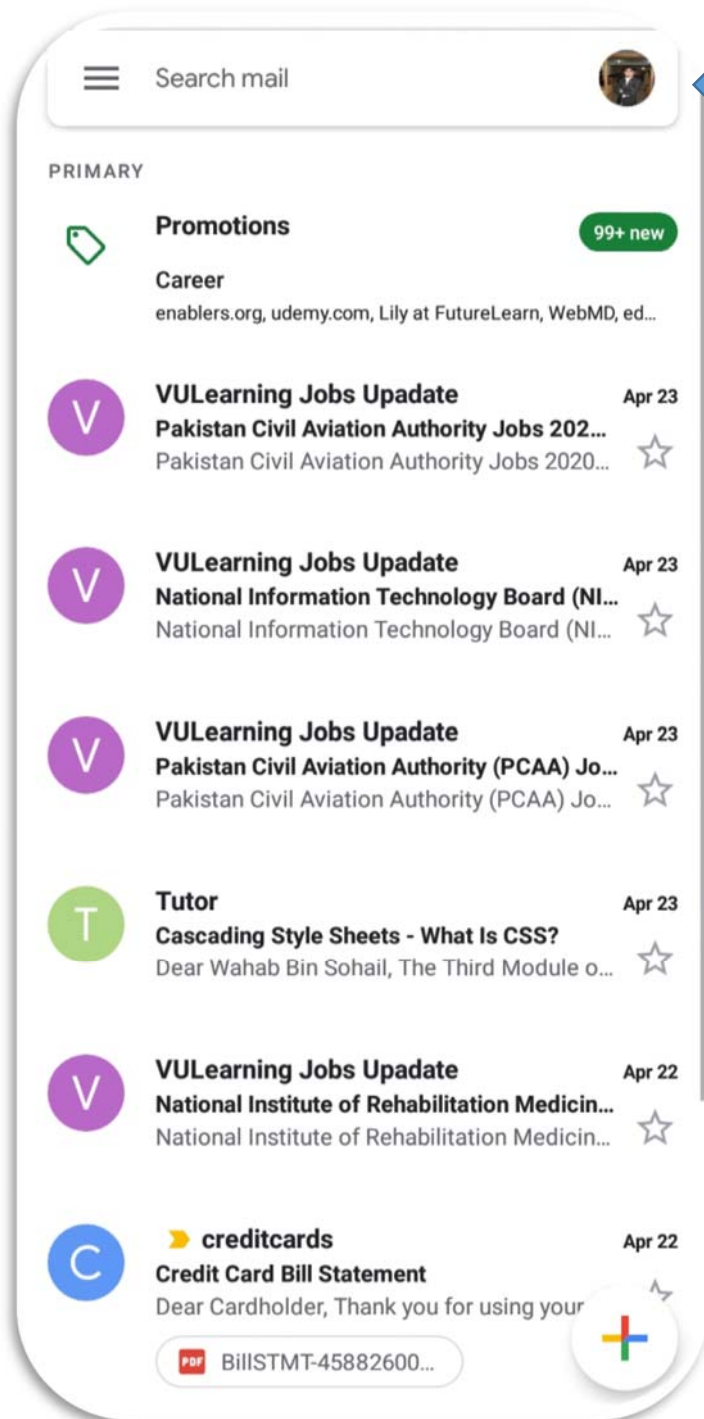 Search mail
PRIMARY
Promotions
99+ new
Career
enablers.org, udemy.com, Lily at FutureLearn, WebMD, ed...
V
VULearning Jobs Upadate
Apr 23
Pakistan Civil Aviation Authority Jobs 202...
Pakistan Civil Aviation Authority Jobs 2020...
V
VULearning Jobs Upadate
Apr 23
National Information Technology Board (NI...
National Information Technology Board (NI...
V
VULearning Jobs Upadate
Apr 23
Pakistan Civil Aviation Authority (PCAA) Jo...
Pakistan Civil Aviation Authority (PCAA) Jo...
T
Tutor
Apr 23
Cascading Style Sheets - What Is CSS?
Dear Wahab Bin Sohail, The Third Module o...
V
VULearning Jobs Upadate
Apr 22
National Institute of Rehabilitation Medicin...
National Institute of Rehabilitation Medicin...
C
creditcards
Apr 22
Credit Card Bill Statement
Dear Cardholder, Thank you for using your
PDF
BillSTMT-45882600...